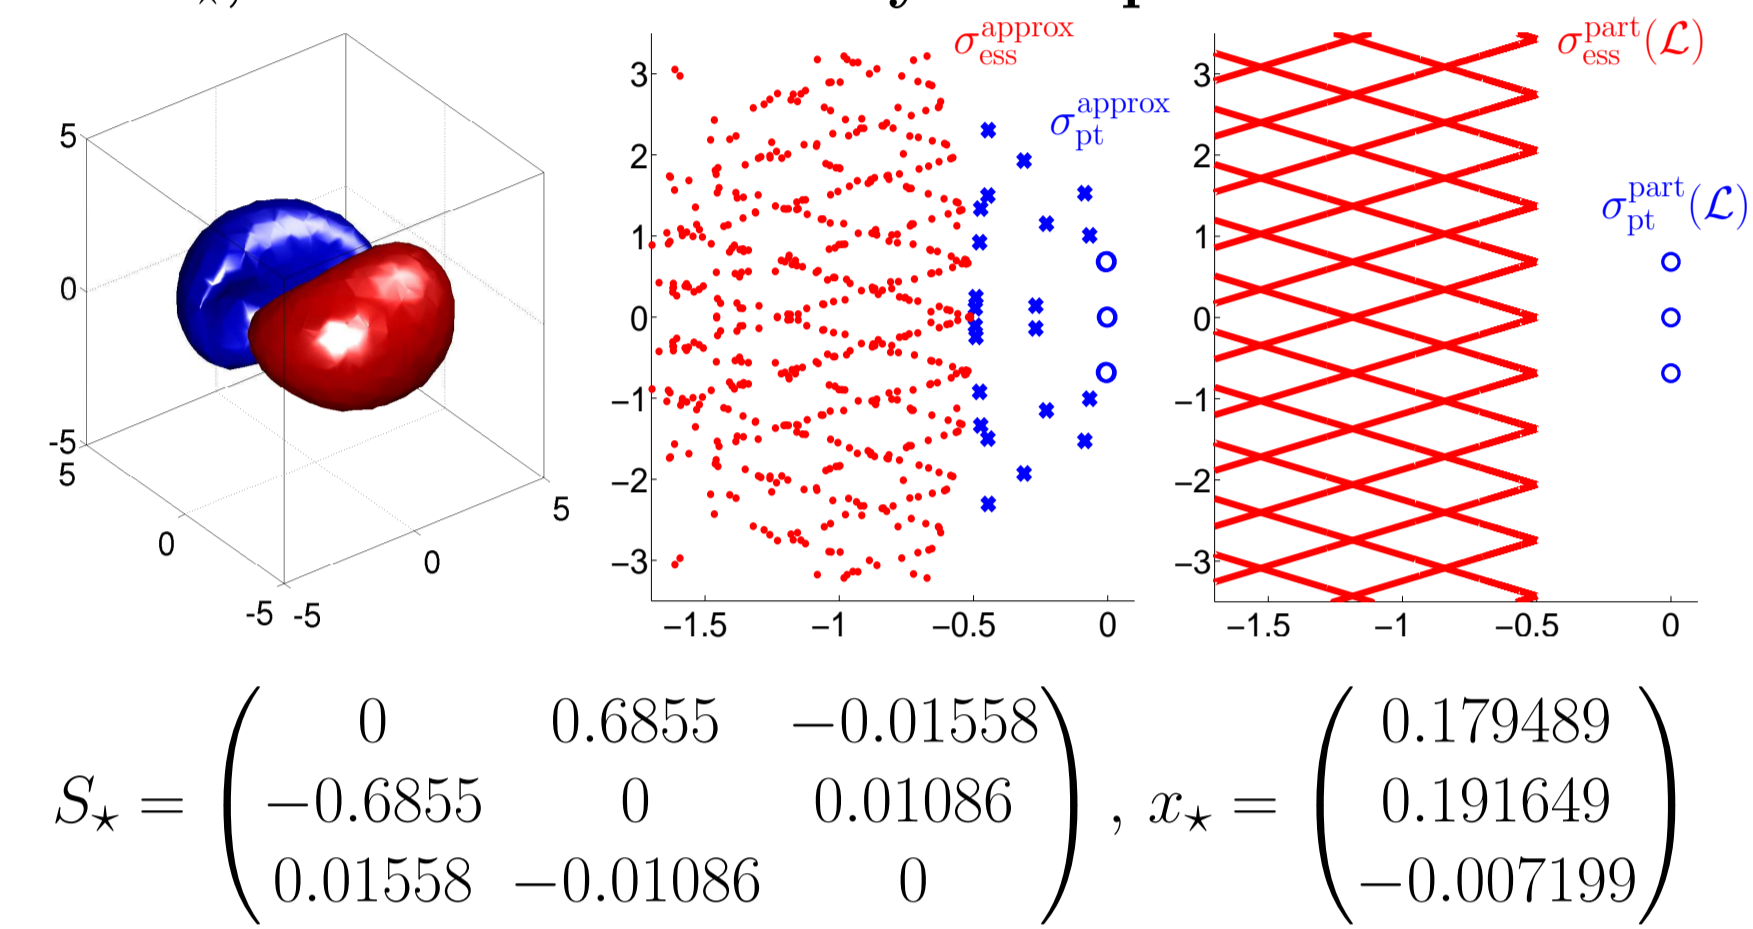 5
0
-5
5
0
-5 -5
0
5
σ_ess^approx
σ_pt^approx
3
2
1
0
−1
−2
−3
−1.5 −1 −0.5 0
σ_ess^part(𝓛)
σ_pt^part(𝓛)
3
2
1
0
−1
−2
−3
−1.5 −1 −0.5 0
S⋆ = ( 0 0.6855 −0.01558
−0.6855 0 0.01086
0.01558 −0.01086 0 ) , x⋆ = ( 0.179489
0.191649
−0.007199 )